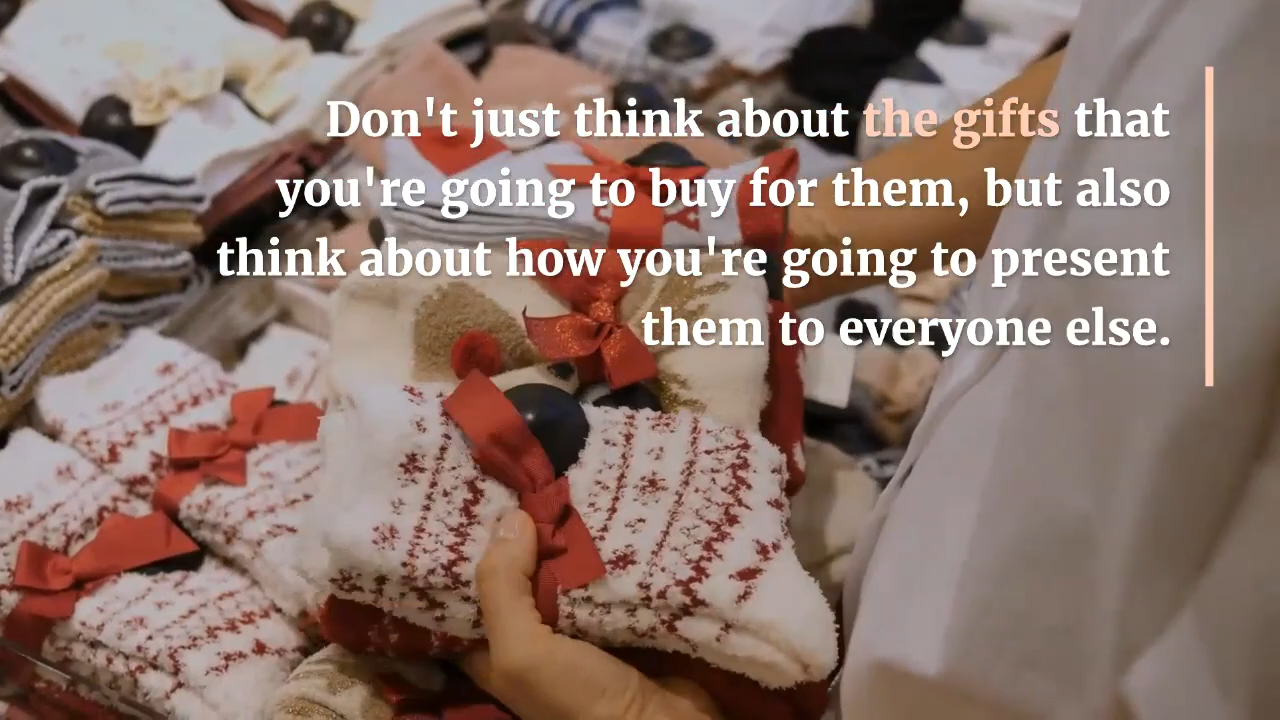 Don't just think about the gifts that
you're going to buy for them, but also
think about how you're going to present
them to everyone else.